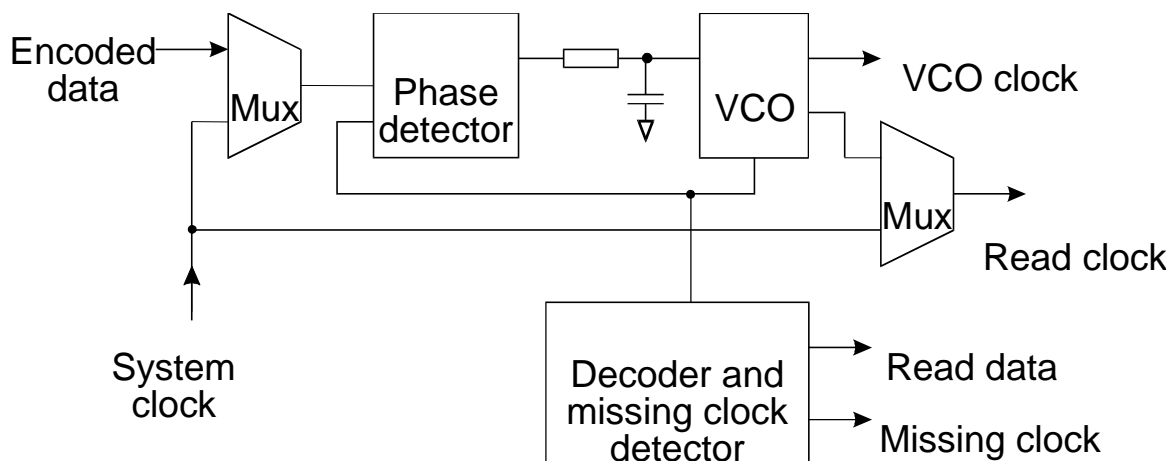 Encoded
data
Mux
Phase
detector
VCO
VCO clock
Mux
Read clock
System
clock
Decoder and
missing clock
detector
Read data
Missing clock